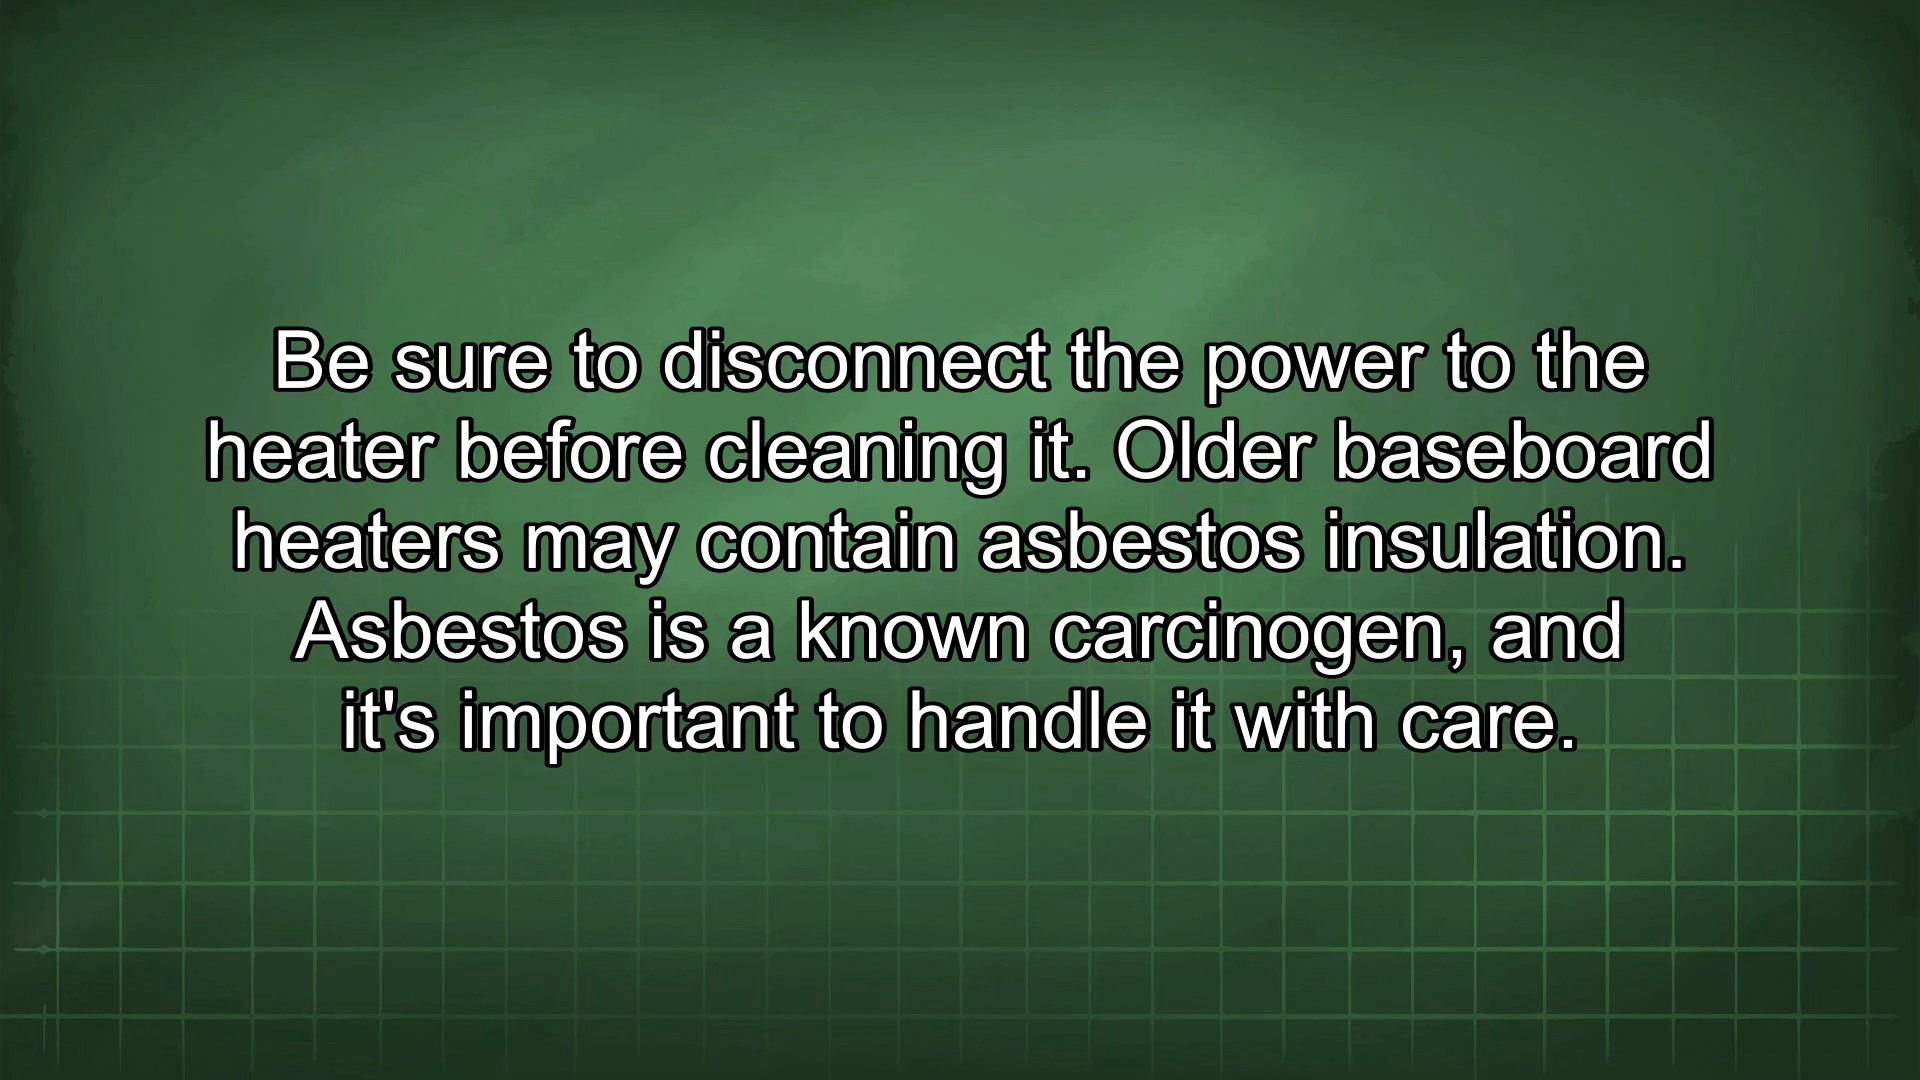 Be sure to disconnect the power to the
heater before cleaning it. Older baseboard
heaters may contain asbestos insulation.
Asbestos is a known carcinogen, and
it's important to handle it with care.